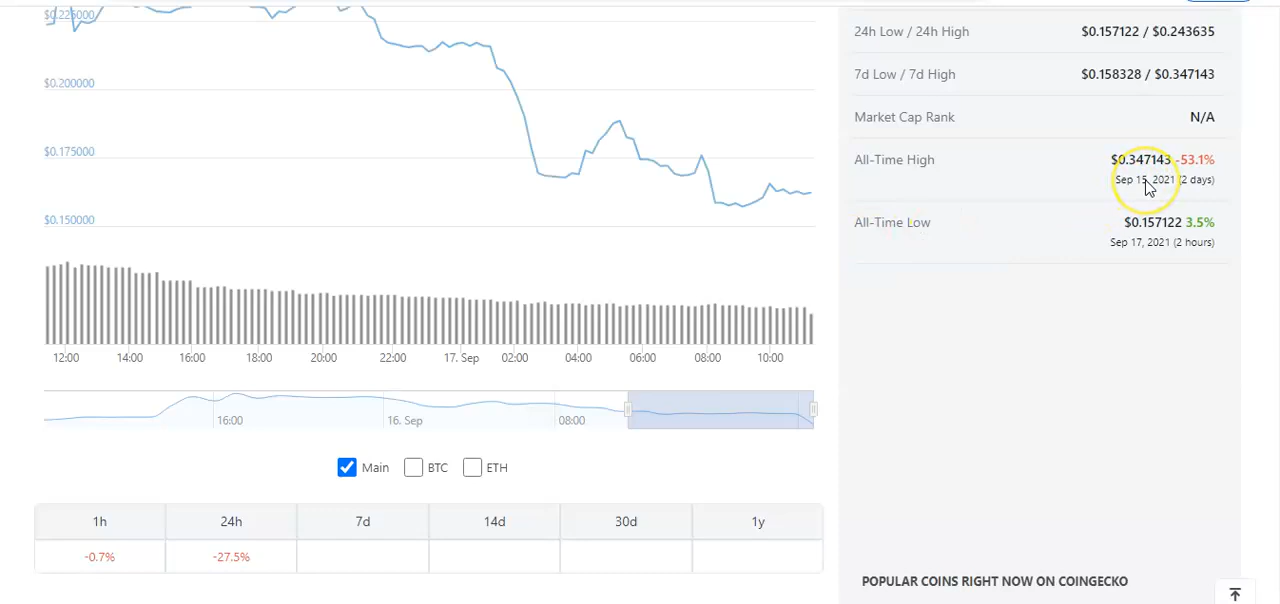 $0.225000
$0.200000
$0.175000
$0.150000
12:00 14:00 16:00 18:00 20:00 22:00 17. Sep 02:00 04:00 06:00 08:00 10:00
16:00 16. Sep 08:00
Main BTC ETH
1h 24h 7d 14d 30d 1y
-0.7% -27.5%
24h Low / 24h High $0.157122 / $0.243635
7d Low / 7d High $0.158328 / $0.347143
Market Cap Rank N/A
All-Time High $0.347143 -53.1%
Sep 15, 2021 (2 days)
All-Time Low $0.157122 3.5%
Sep 17, 2021 (2 hours)
POPULAR COINS RIGHT NOW ON COINGECKO